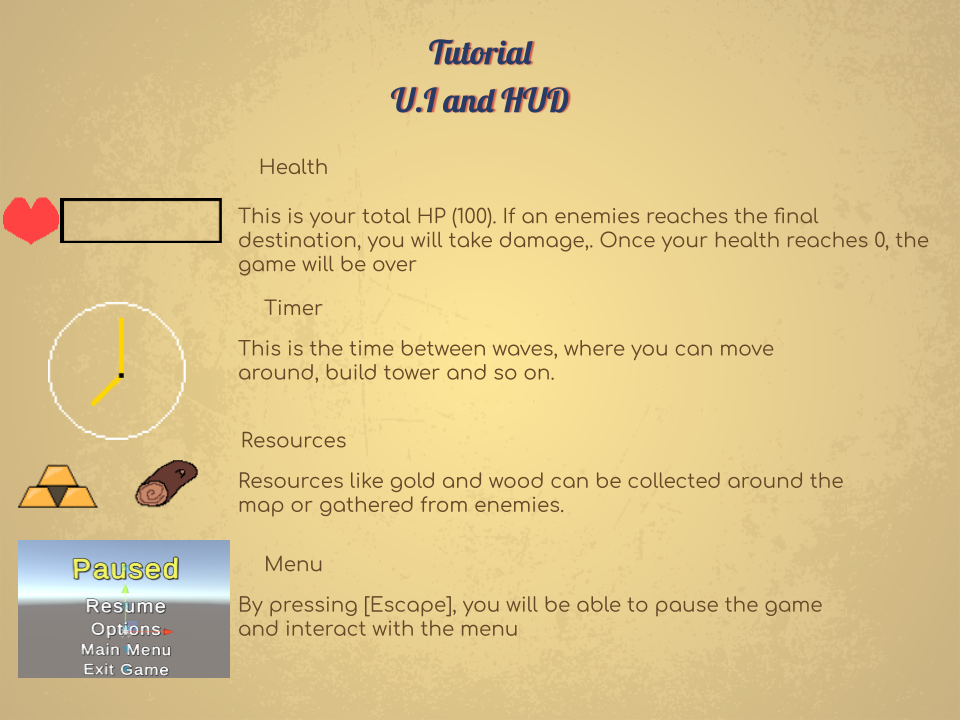 Tutorial
U.I and HUD
Health
This is your total HP (100). If an enemies reaches the final
destination, you will take damage,. Once your health reaches 0, the
game will be over
Timer
This is the time between waves, where you can move
around, build tower and so on.
Resources
Resources like gold and wood can be collected around the
map or gathered from enemies.
Paused
Resume
Options
Main Menu
Exit Game
Menu
By pressing [Escape], you will be able to pause the game
and interact with the menu